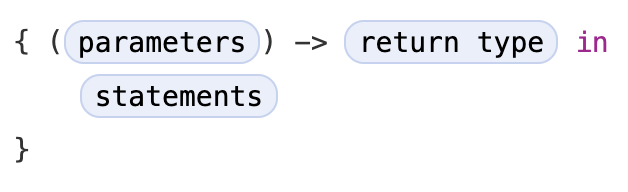 { (parameters) -> return type in
statements
}